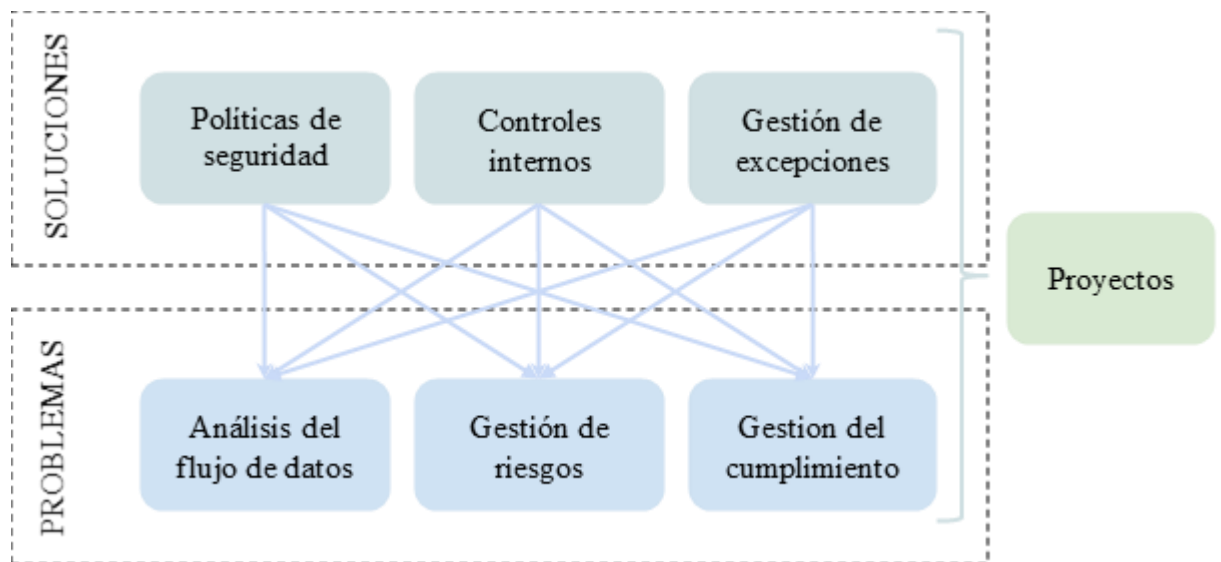 SOLUCIONES
Políticas de
seguridad
Controles
internos
Gestión de
excepciones
Proyectos
PROBLEMAS
Análisis del
flujo de datos
Gestión de
riesgos
Gestion del
cumplimiento